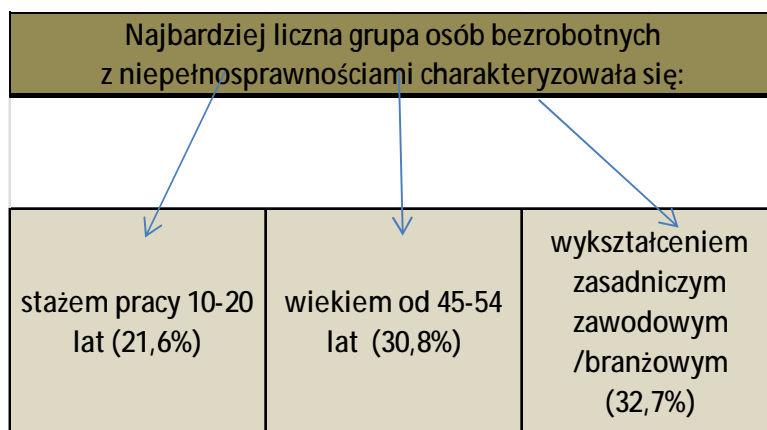 Najbardziej liczna grupa osób bezrobotnych
z niepełnosprawnościami charakteryzowała się:
stażem pracy 10-20
lat (21,6%)
wiekiem od 45-54
lat (30,8%)
wykształceniem
zasadniczym
zawodowym
/branżowym
(32,7%)